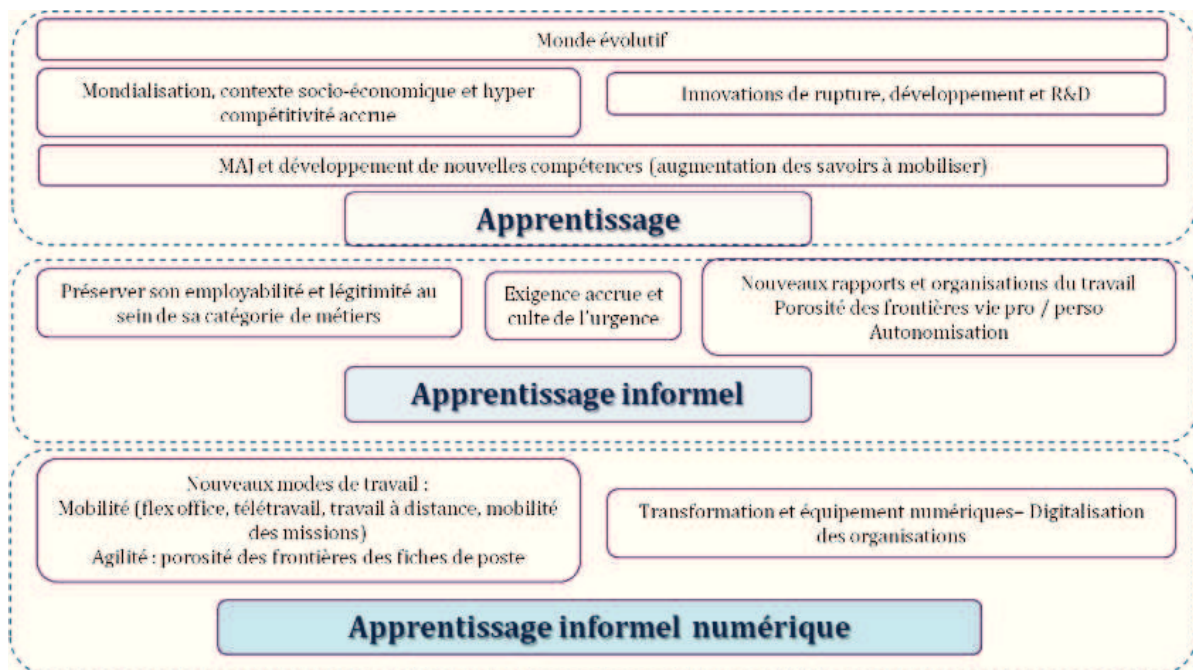 Monde évolutif
Mondialisation, contexte socio-économique et hyper
compétitivité accrue
Innovations de rupture, développement et R&D
MAJ et développement de nouvelles compétences (augmentation des savoirs à mobiliser)
Apprentissage
Préserver son employabilité et légitimité au
sein de sa catégorie de métiers
Exigence accrue et
culte de l'urgence
Nouveaux rapports et organisations du travail
Porosité des frontières vie pro / perso
Autonomisation
Apprentissage informel
Nouveaux modes de travail :
Mobilité (flex office, télétravail, travail à distance, mobilité
des missions)
Agilité : porosité des frontières des fiches de poste
Transformation et équipement numériques– Digitalisation
des organisations
Apprentissage informel numérique